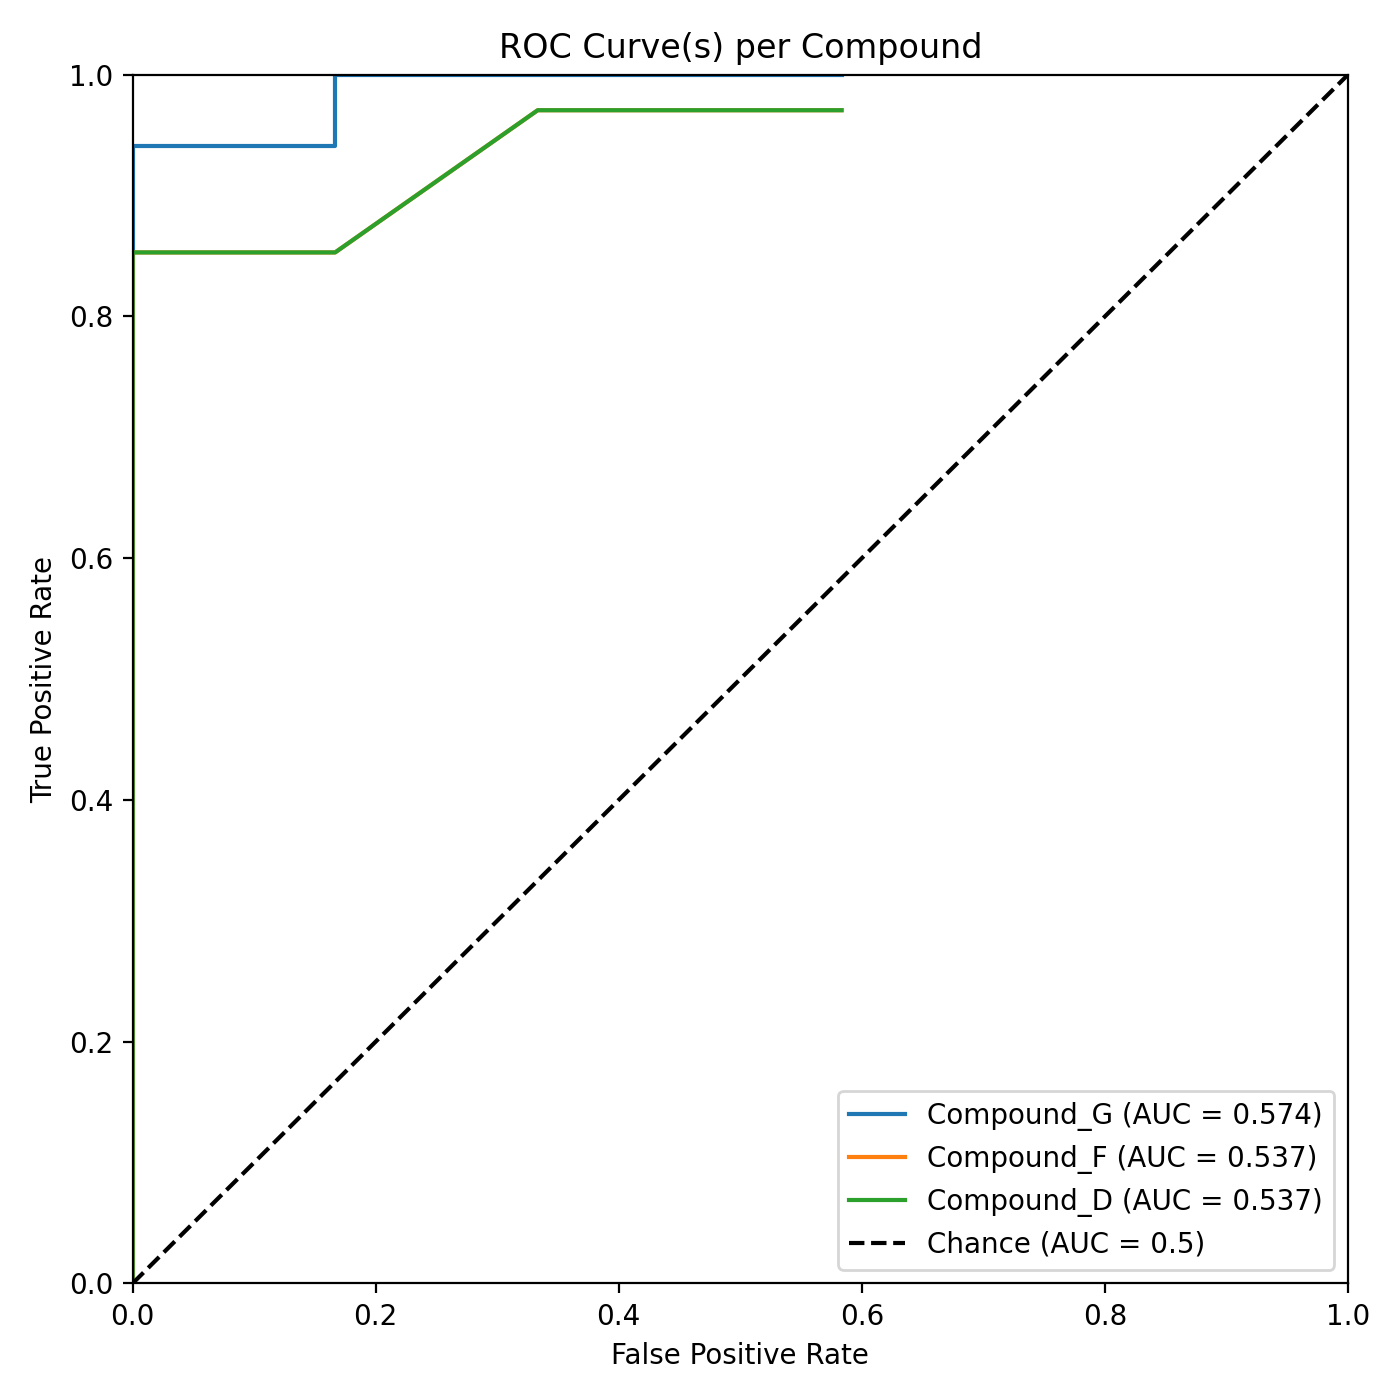 ROC Curve(s) per Compound
1.0
0.8
0.6
0.4
0.2
0.0
True Positive Rate
0.0 0.2 0.4 0.6 0.8 1.0
False Positive Rate
Compound_G (AUC = 0.574)
Compound_F (AUC = 0.537)
Compound_D (AUC = 0.537)
Chance (AUC = 0.5)